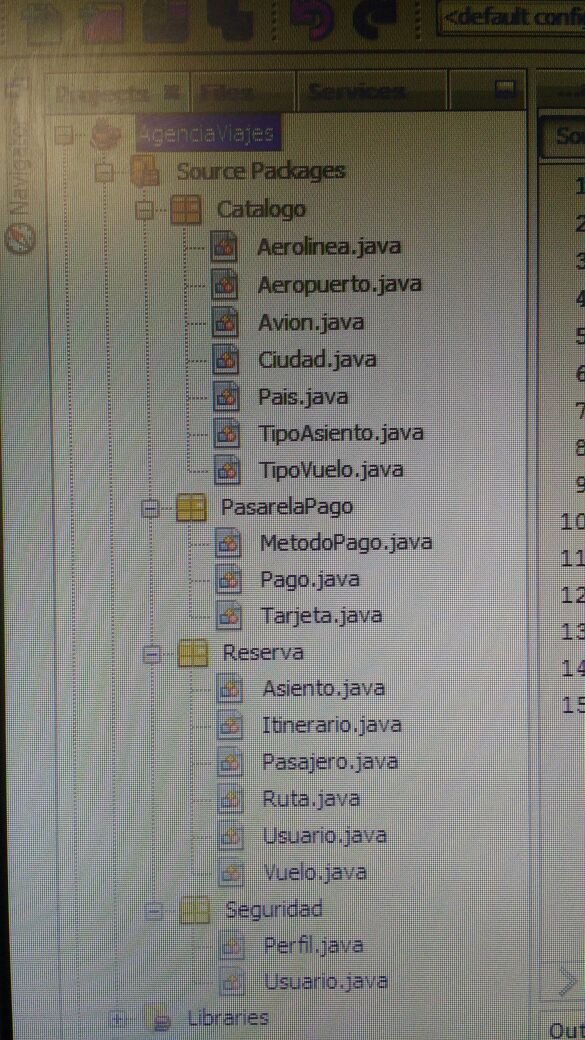 <default config
Projects
Files
Services
Navigator
AgenciaViajes
Source Packages
Catalogo
Aerolinea.java
Aeropuerto.java
Avion.java
Ciudad.java
Pais.java
TipoAsiento.java
TipoVuelo.java
PasarelaPago
MetodoPago.java
Pago.java
Tarjeta.java
Reserva
Asiento.java
Itinerario.java
Pasajero.java
Ruta.java
Usuario.java
Vuelo.java
Seguridad
Perfil.java
Usuario.java
Libraries
So
1
2
3
4
5
6
7
8
9
10
11
12
13
14
15
Out